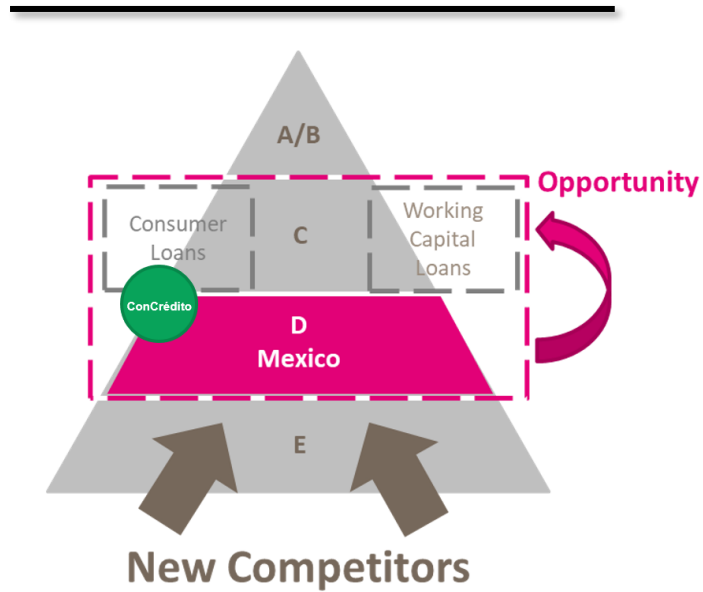 A/B
Opportunity
Consumer
Loans
C
Working
Capital
Loans
ConCrédito
D
Mexico
E
New Competitors